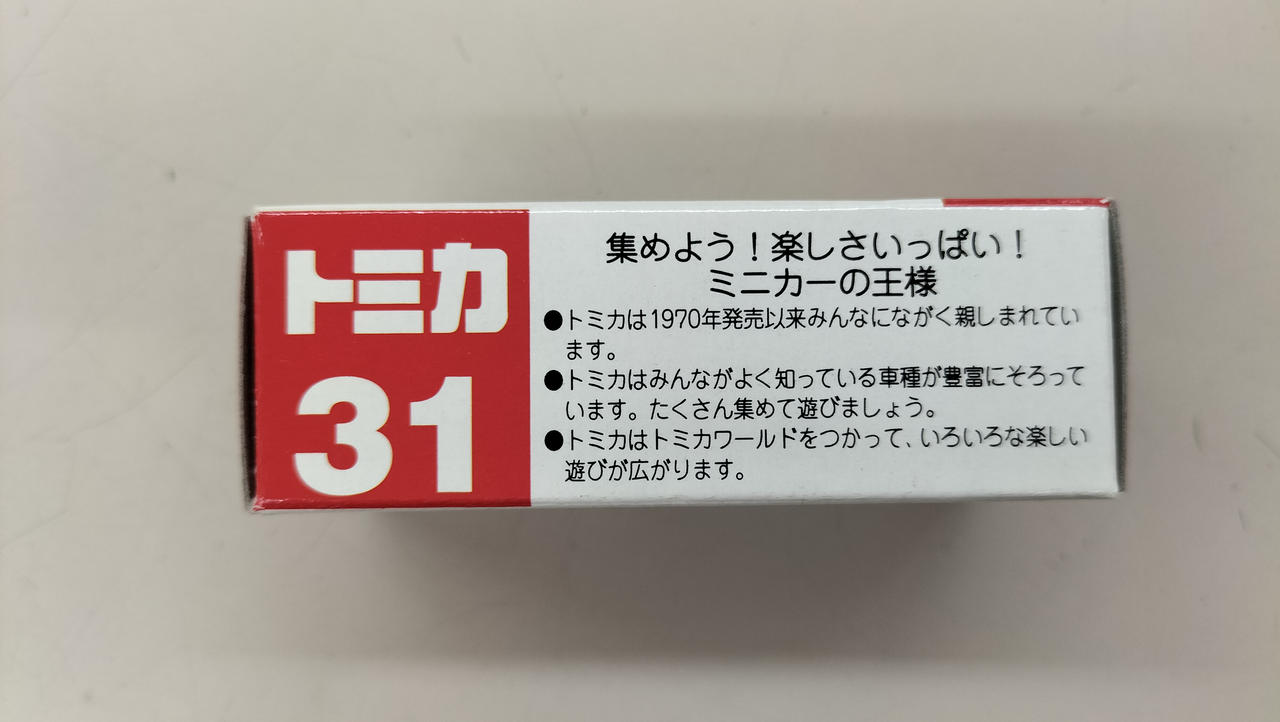 トミカ
31
集めよう！楽しさいっぱい！
ミニカーの王様
●トミカは1970年発売以来みんなにながく親しまれてい
ます。
●トミカはみんながよく知っている車種が豊富にそろって
います。たくさん集めて遊びましょう。
●トミカはトミカワールドをつかって、いろいろな楽しい
遊びが広がります。